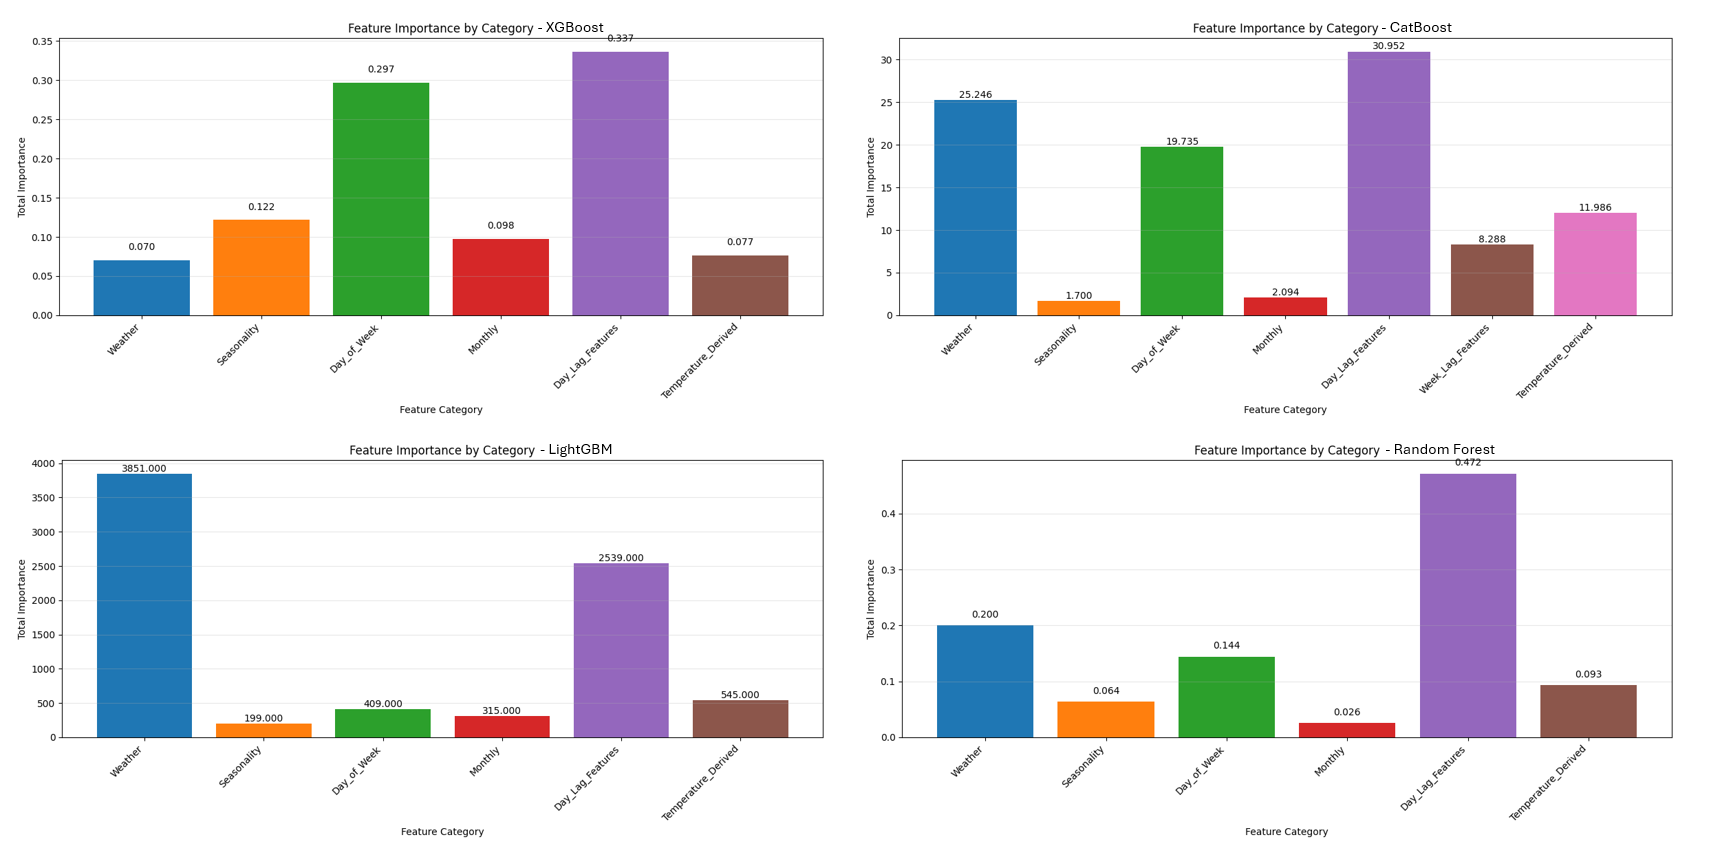 Feature Importance by Category - XGBoost
0.35
0.30
0.25
0.20
0.15
0.10
0.05
0.00
Total Importance
0.070
0.122
0.297
0.098
0.337
0.077
Weather
Seasonality
Day_of_Week
Monthly
Day_Lag_Features
Temperature_Derived
Feature Category
Feature Importance by Category - CatBoost
30
25
20
15
10
5
0
Total Importance
25.246
1.700
19.735
2.094
30.952
8.288
11.986
Weather
Seasonality
Day_of_Week
Monthly
Day_Lag_Features
Week_Lag_Features
Temperature_Derived
Feature Category
Feature Importance by Category - LightGBM
4000
3500
3000
2500
2000
1500
1000
500
0
Total Importance
3851.000
199.000
409.000
315.000
2539.000
545.000
Weather
Seasonality
Day_of_Week
Monthly
Day_Lag_Features
Temperature_Derived
Feature Category
Feature Importance by Category - Random Forest
0.4
0.3
0.2
0.1
0.0
Total Importance
0.200
0.064
0.144
0.026
0.472
0.093
Weather
Seasonality
Day_of_Week
Monthly
Day_Lag_Features
Temperature_Derived
Feature Category